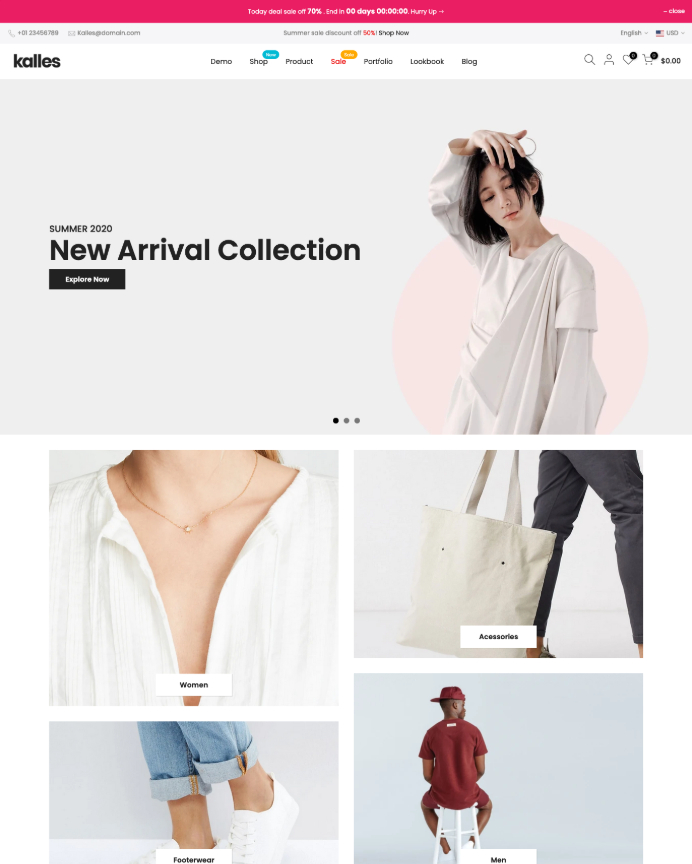 Today deal sale off 70% . End in 00 days 00:00:00. Hurry Up →
– close
+01 23456789
Kalles@domain.com
Summer sale discount off 50%! Shop Now
English
USD
kalles
Demo
Shop
New
Product
Sale
Sale
Portfolio
Lookbook
Blog
0
0
$0.00
SUMMER 2020
New Arrival Collection
Explore Now
Women
Acessories
Footwear
Men